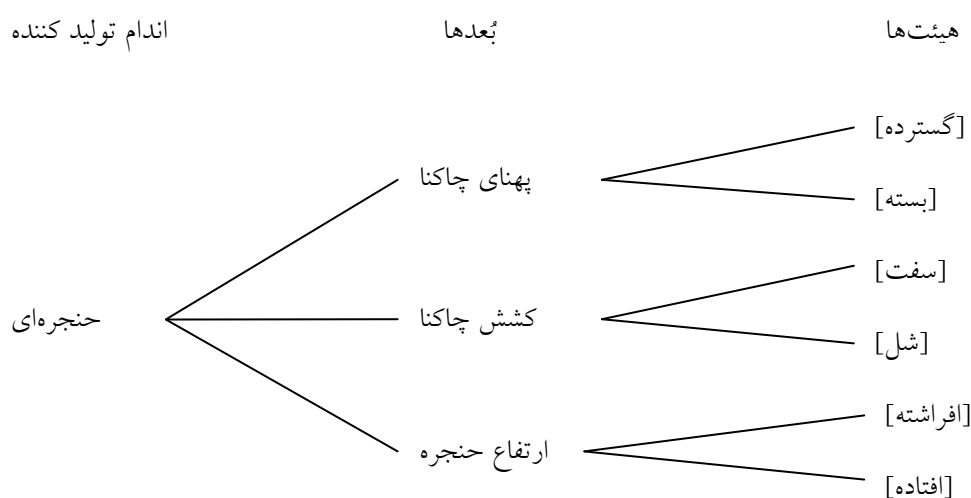 هیئت‌ها بُعدها اندام تولید کننده
[گسترده]
پهنای چاکنا
[بسته]
[سفت]
حنجره‌ای کشش چاکنا
[شل]
[افراشته]
ارتفاع حنجره
[افتاده]